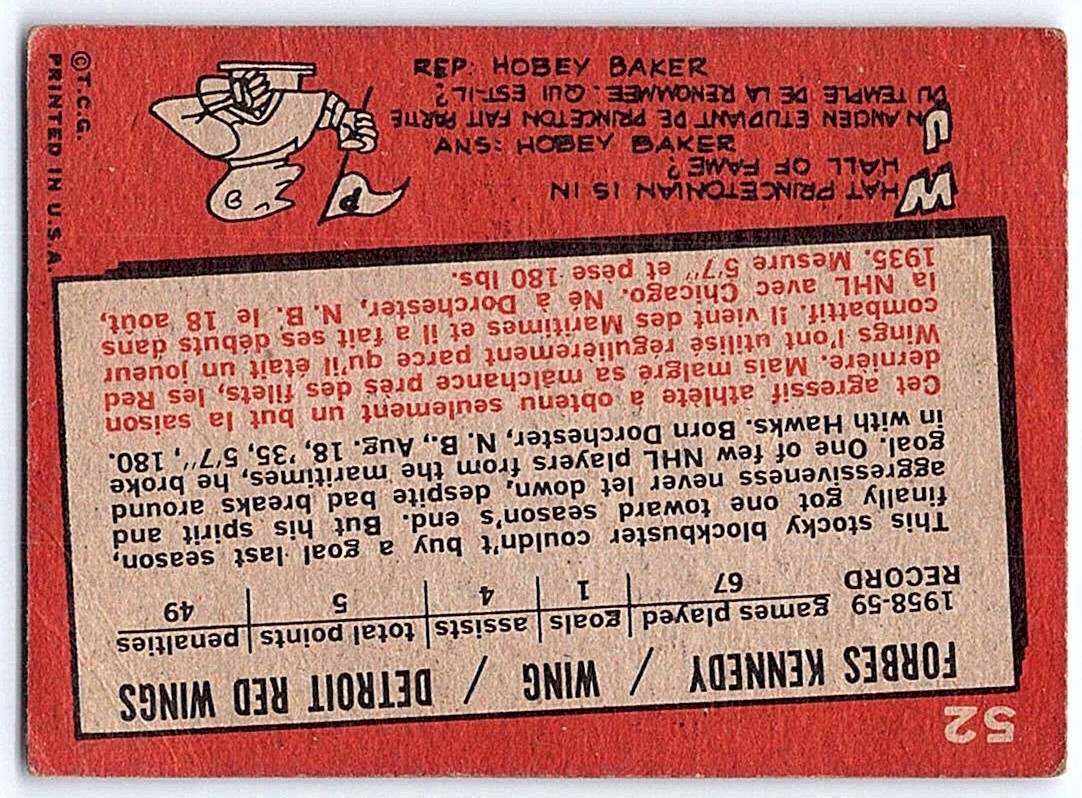 52
FORBES KENNEDY / WING / DETROIT RED WINGS
1958-59 games played goals assists total points penalties
RECORD 67 1 4 5 49
This stocky blockbuster couldn't buy a goal last season,
finally got one toward season's end. But his spirit and
aggressiveness never let down, despite bad breaks around
goal. One of few NHL players from the maritimes, he broke
in with Hawks. Born Dorchester, N. B., Aug. 18, '35, 5'7", 180.
Cet agressif athlète a obtenu seulement un but la saison
dernière. Mais malgré sa malchance près des filets, les Red
Wings l'ont utilisé régulièrement parce qu'il était un joueur
combattif. Il vient des Maritimes et il a fait ses débuts dans
la NHL avec Chicago. Né à Dorchester, N. B. le 18 août,
1935. Mesure 5'7" et pèse 180 lbs.
WHAT PRINCETONIAN IS IN
HALL OF FAME?
ANS: HOBEY BAKER
UN ANCIEN ETUDIANT DE PRINCETON FAIT PARTIE
DU TEMPLE DE LA RENOMMÉE. QUI EST-IL?
REP: HOBEY BAKER
P
© T.C.G.
PRINTED IN U.S.A.